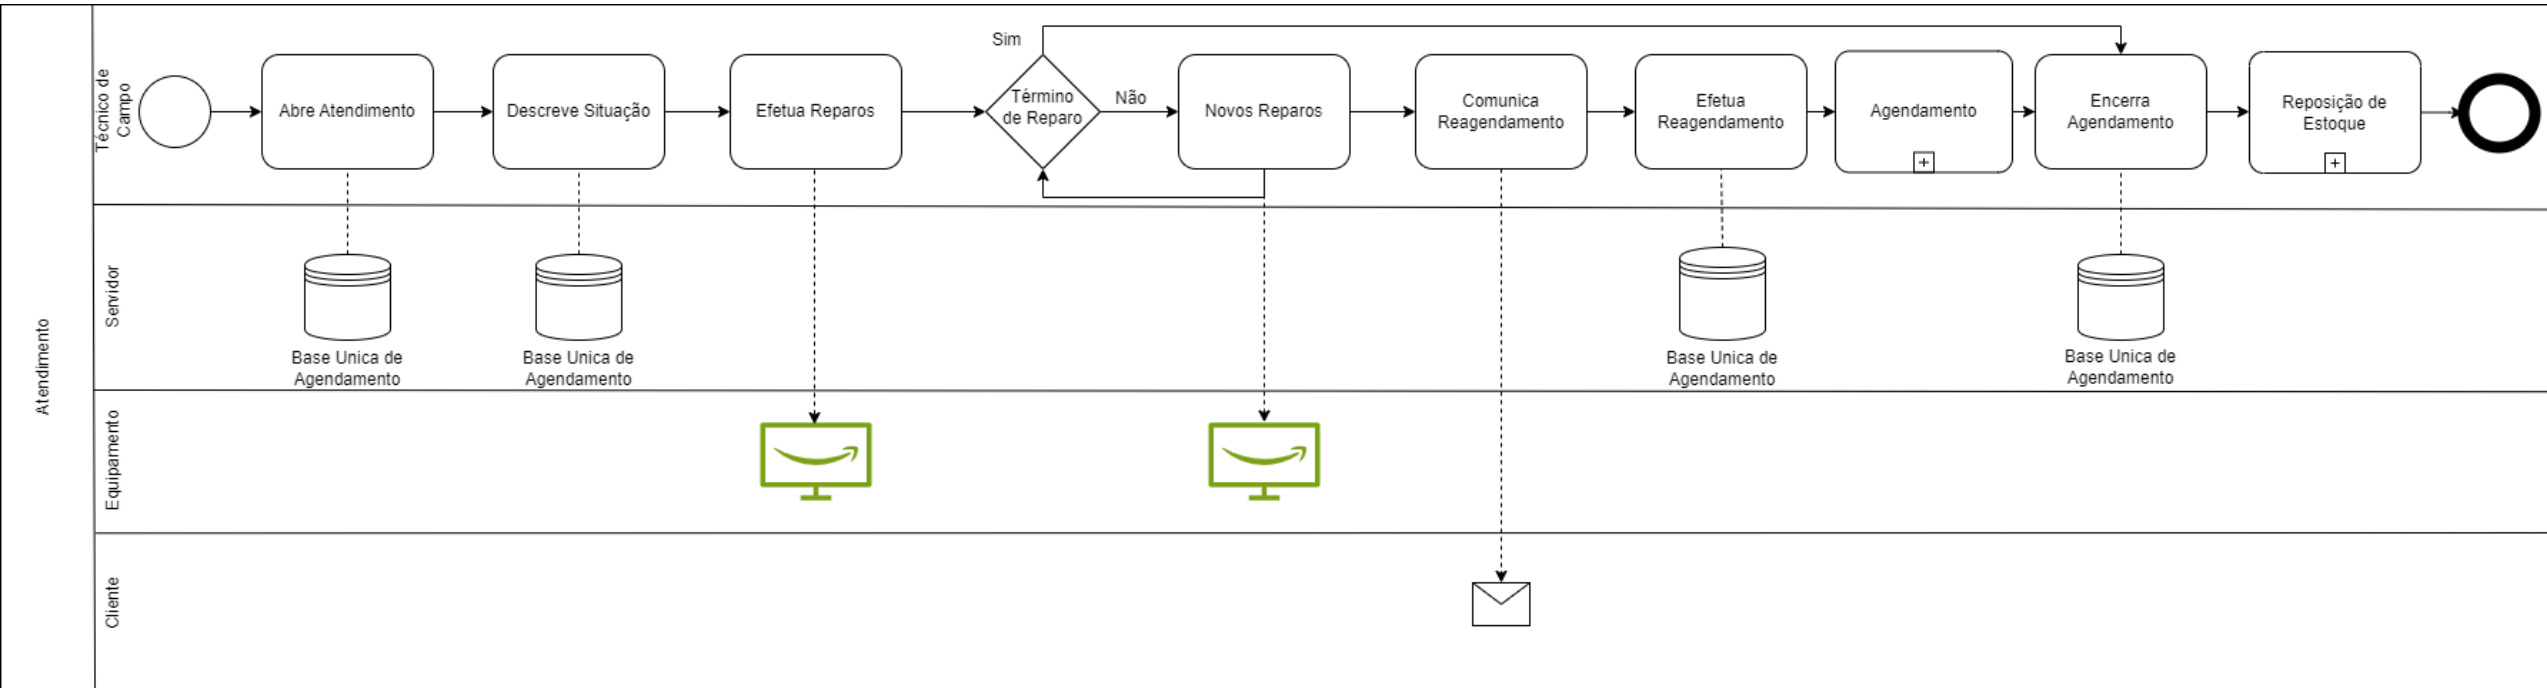 Atendimento
Técnico de
Campo
Abre Atendimento
Descreve Situação
Efetua Reparos
Término
de Reparo
Sim
Não
Novos Reparos
Comunica
Reagendamento
Efetua
Reagendamento
Agendamento
Encerra
Agendamento
Reposição de
Estoque
Servidor
Base Unica de
Agendamento
Base Unica de
Agendamento
Base Unica de
Agendamento
Base Unica de
Agendamento
Equipamento
Cliente